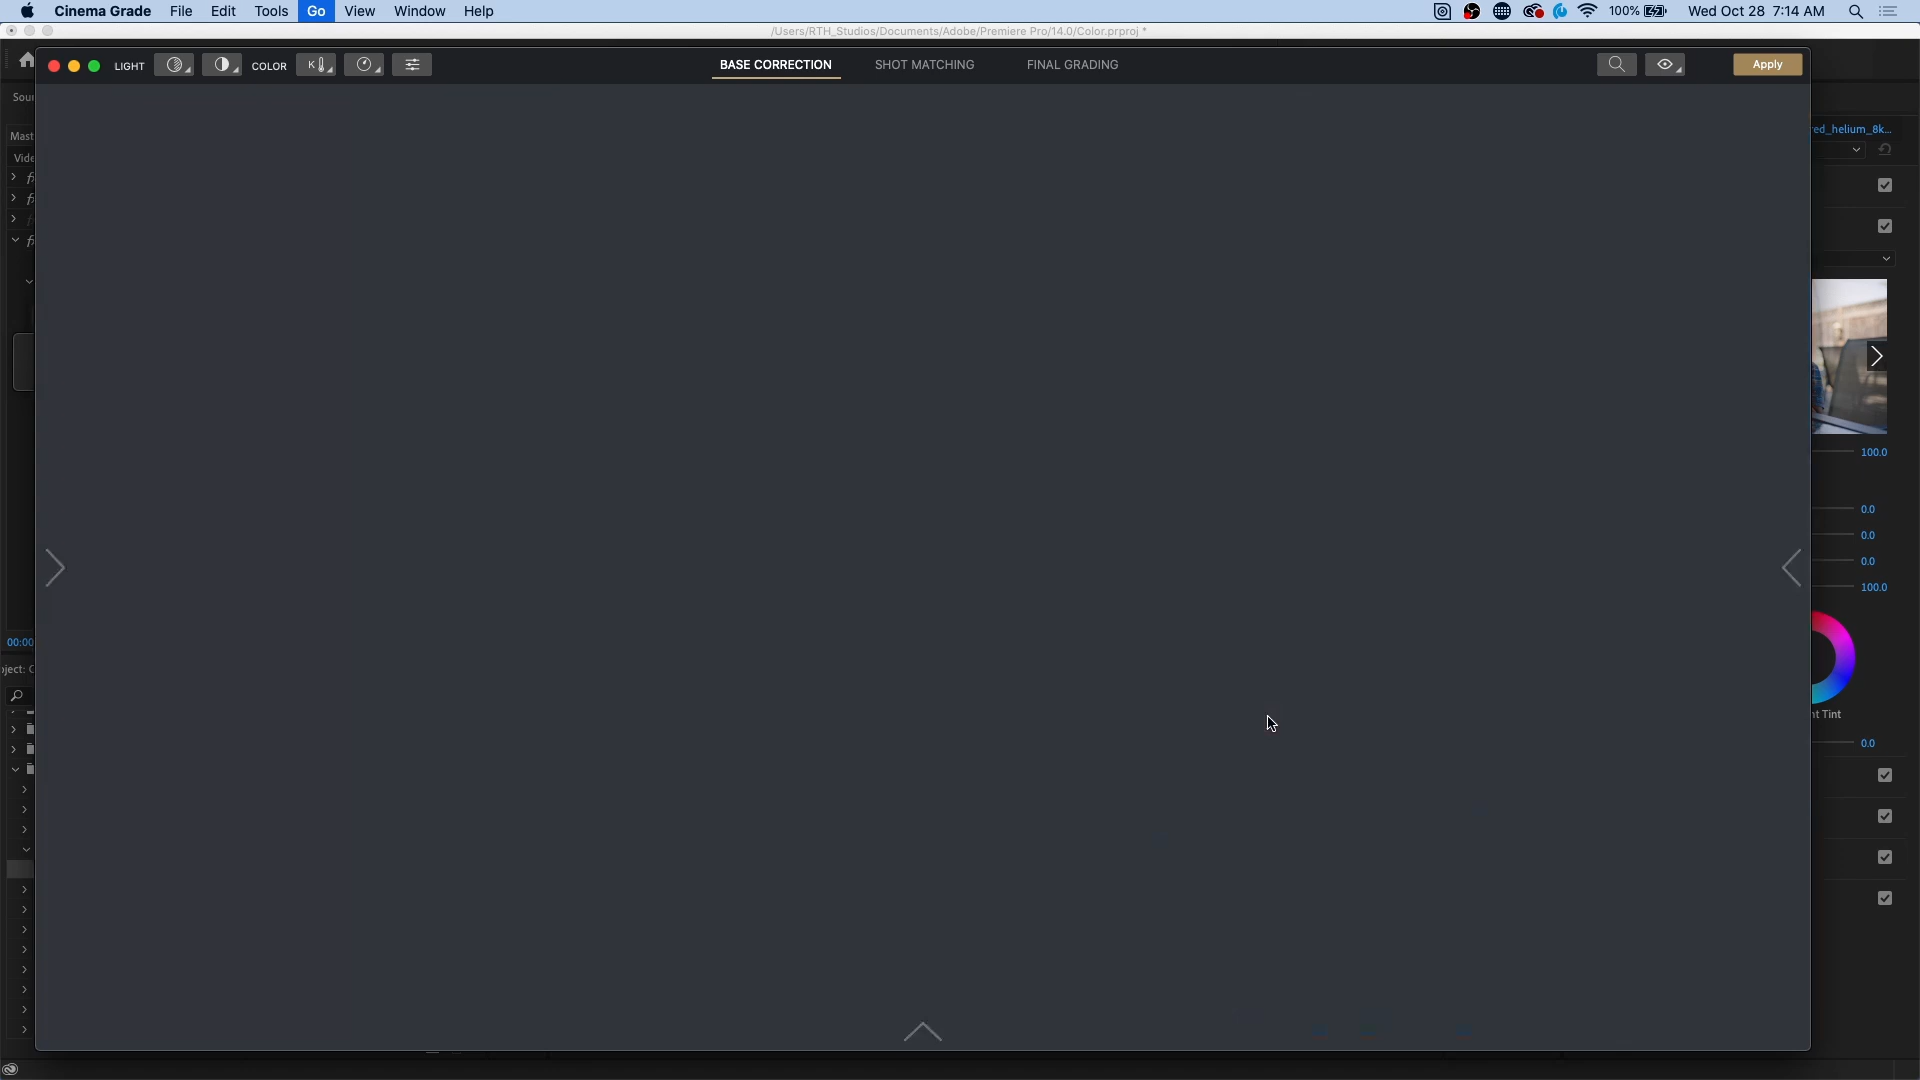 Cinema Grade File Edit Tools Go View Window Help 100% Wed Oct 28 7:14 AM
/Users/RTH_Studios/Documents/Adobe/Premiere Pro/14.0/Color.prproj *
LIGHT COLOR K BASE CORRECTION SHOT MATCHING FINAL GRADING Apply
Sou
Mast
red_helium_8k...
Vide
100.0
0.0
0.0
0.0
100.0
00:00
oject: C
nt Tint
0.0